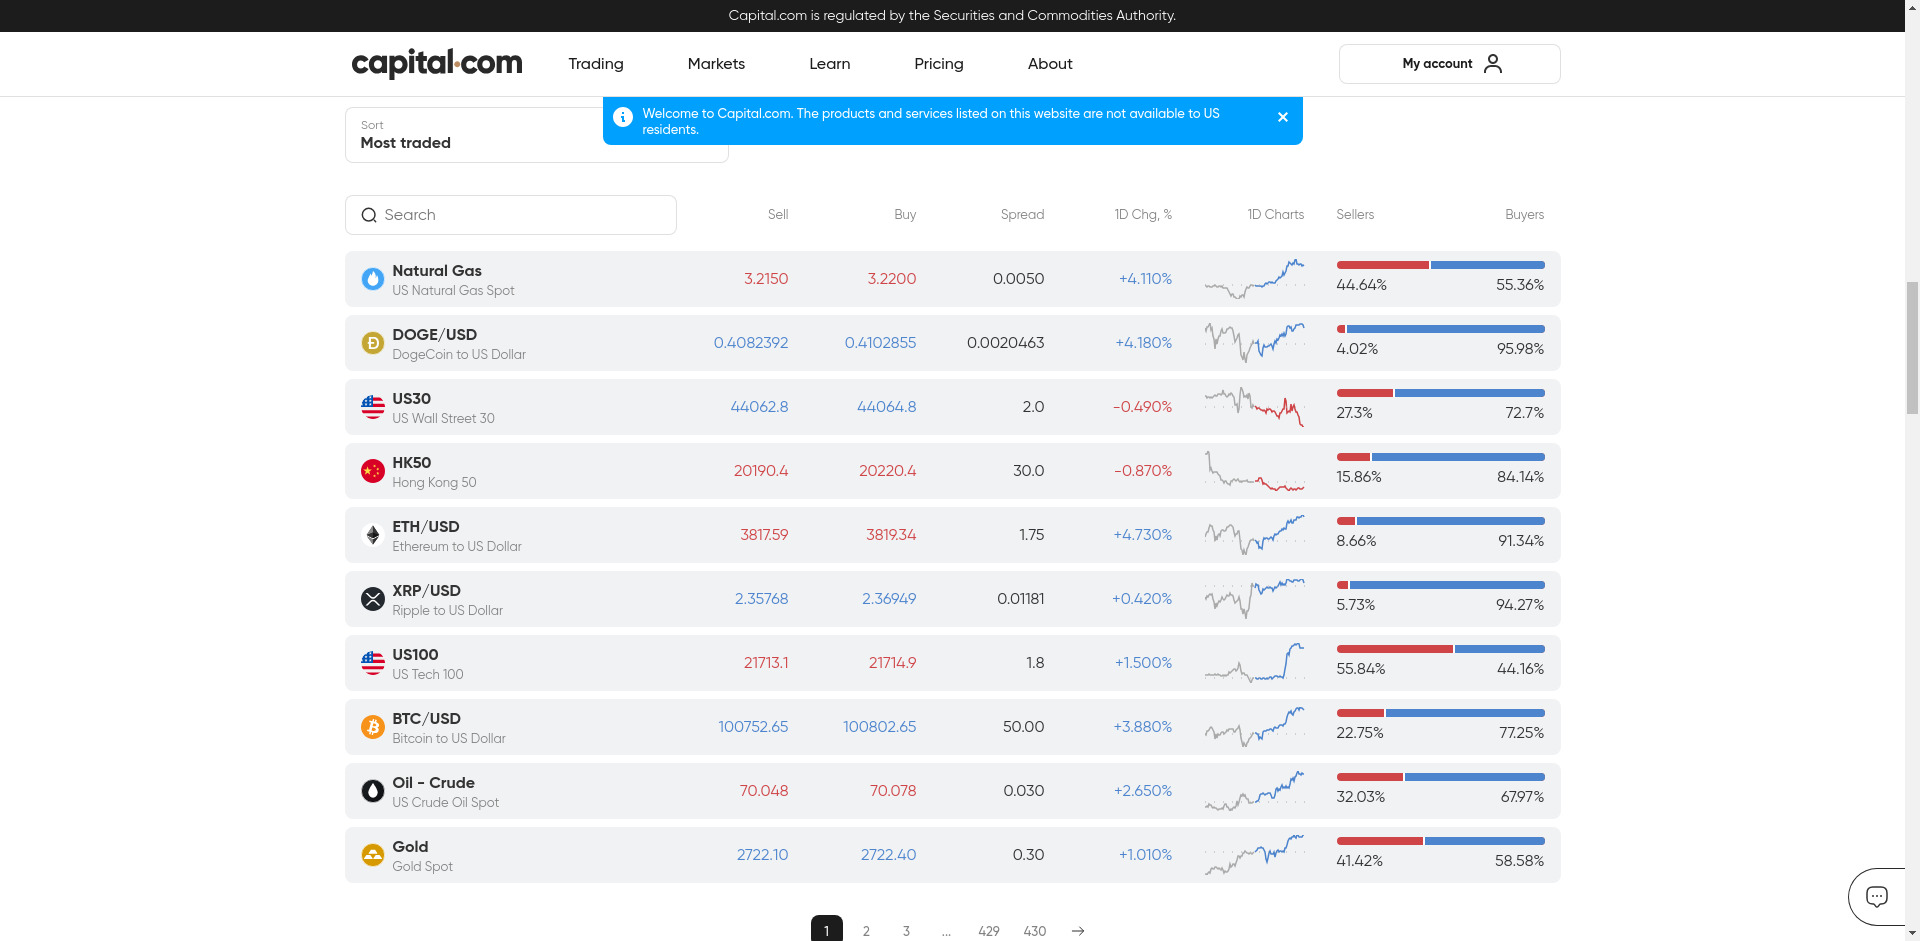 Capital.com is regulated by the Securities and Commodities Authority.
capital.com
Trading
Markets
Learn
Pricing
About
My account
Welcome to Capital.com. The products and services listed on this website are not available to US
residents.
Sort
Most traded
Search
Sell
Buy
Spread
1D Chg, %
1D Charts
Sellers
Buyers
Natural Gas
US Natural Gas Spot
3.2150
3.2200
0.0050
+4.110%
44.64%
55.36%
DOGE/USD
DogeCoin to US Dollar
0.4082392
0.4102855
0.0020463
+4.180%
4.02%
95.98%
US30
US Wall Street 30
44062.8
44064.8
2.0
-0.490%
27.3%
72.7%
HK50
Hong Kong 50
20190.4
20220.4
30.0
-0.870%
15.86%
84.14%
ETH/USD
Ethereum to US Dollar
3817.59
3819.34
1.75
+4.730%
8.66%
91.34%
XRP/USD
Ripple to US Dollar
2.35768
2.36949
0.01181
+0.420%
5.73%
94.27%
US100
US Tech 100
21713.1
21714.9
1.8
+1.500%
55.84%
44.16%
BTC/USD
Bitcoin to US Dollar
100752.65
100802.65
50.00
+3.880%
22.75%
77.25%
Oil - Crude
US Crude Oil Spot
70.048
70.078
0.030
+2.650%
32.03%
67.97%
Gold
Gold Spot
2722.10
2722.40
0.30
+1.010%
41.42%
58.58%
1
2
3
...
429
430